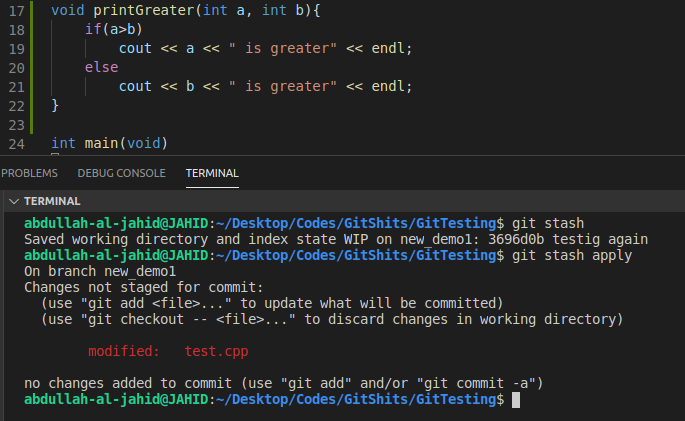 17 void printGreater(int a, int b){
18 if(a>b)
19 cout << a << " is greater" << endl;
20 else
21 cout << b << " is greater" << endl;
22 }
23
24 int main(void)
PROBLEMS DEBUG CONSOLE TERMINAL
TERMINAL
abdullah-al-jahid@JAHID:~/Desktop/Codes/GitShits/GitTesting$ git stash
Saved working directory and index state WIP on new_demo1: 3696d0b testig again
abdullah-al-jahid@JAHID:~/Desktop/Codes/GitShits/GitTesting$ git stash apply
On branch new_demo1
Changes not staged for commit:
(use "git add <file>..." to update what will be committed)
(use "git checkout -- <file>..." to discard changes in working directory)
modified: test.cpp
no changes added to commit (use "git add" and/or "git commit -a")
abdullah-al-jahid@JAHID:~/Desktop/Codes/GitShits/GitTesting$